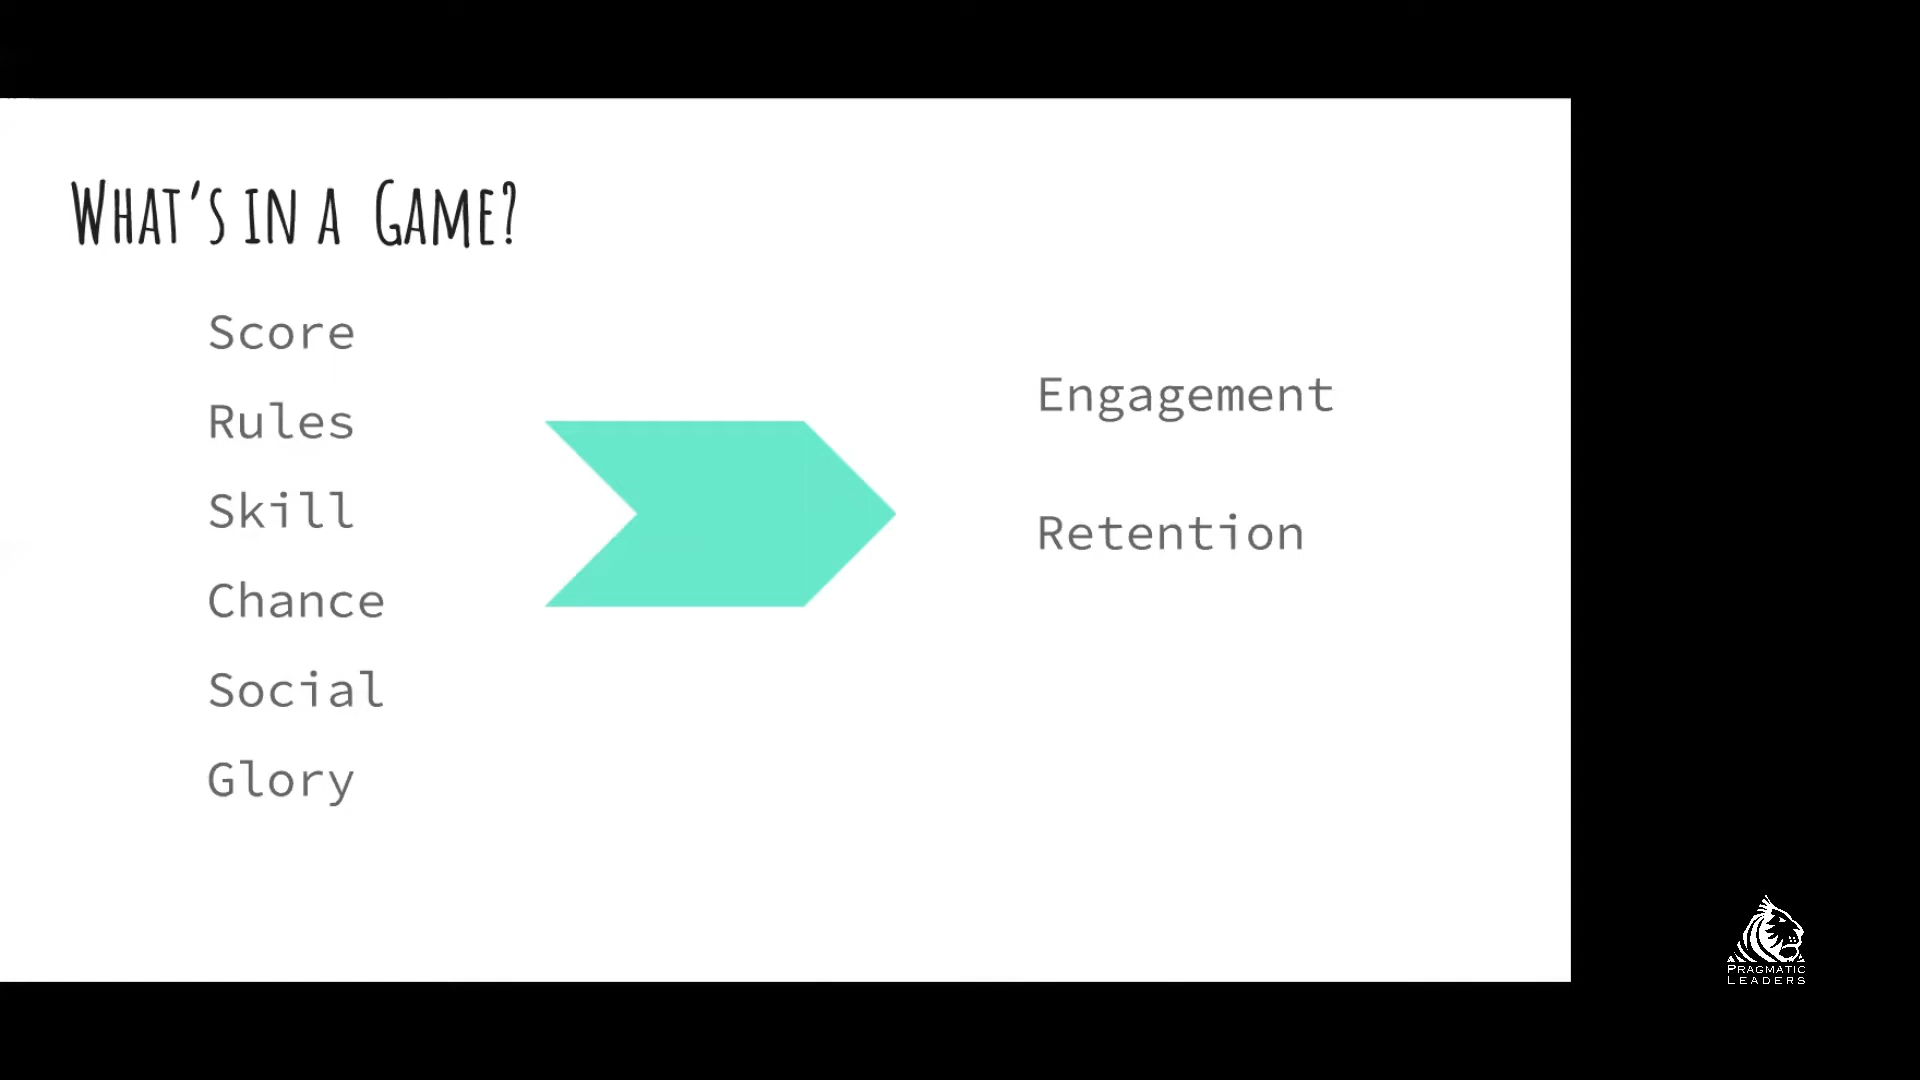 What's in a Game?
Score
Rules
Skill
Chance
Social
Glory
Engagement
Retention
Pragmatic
Leaders